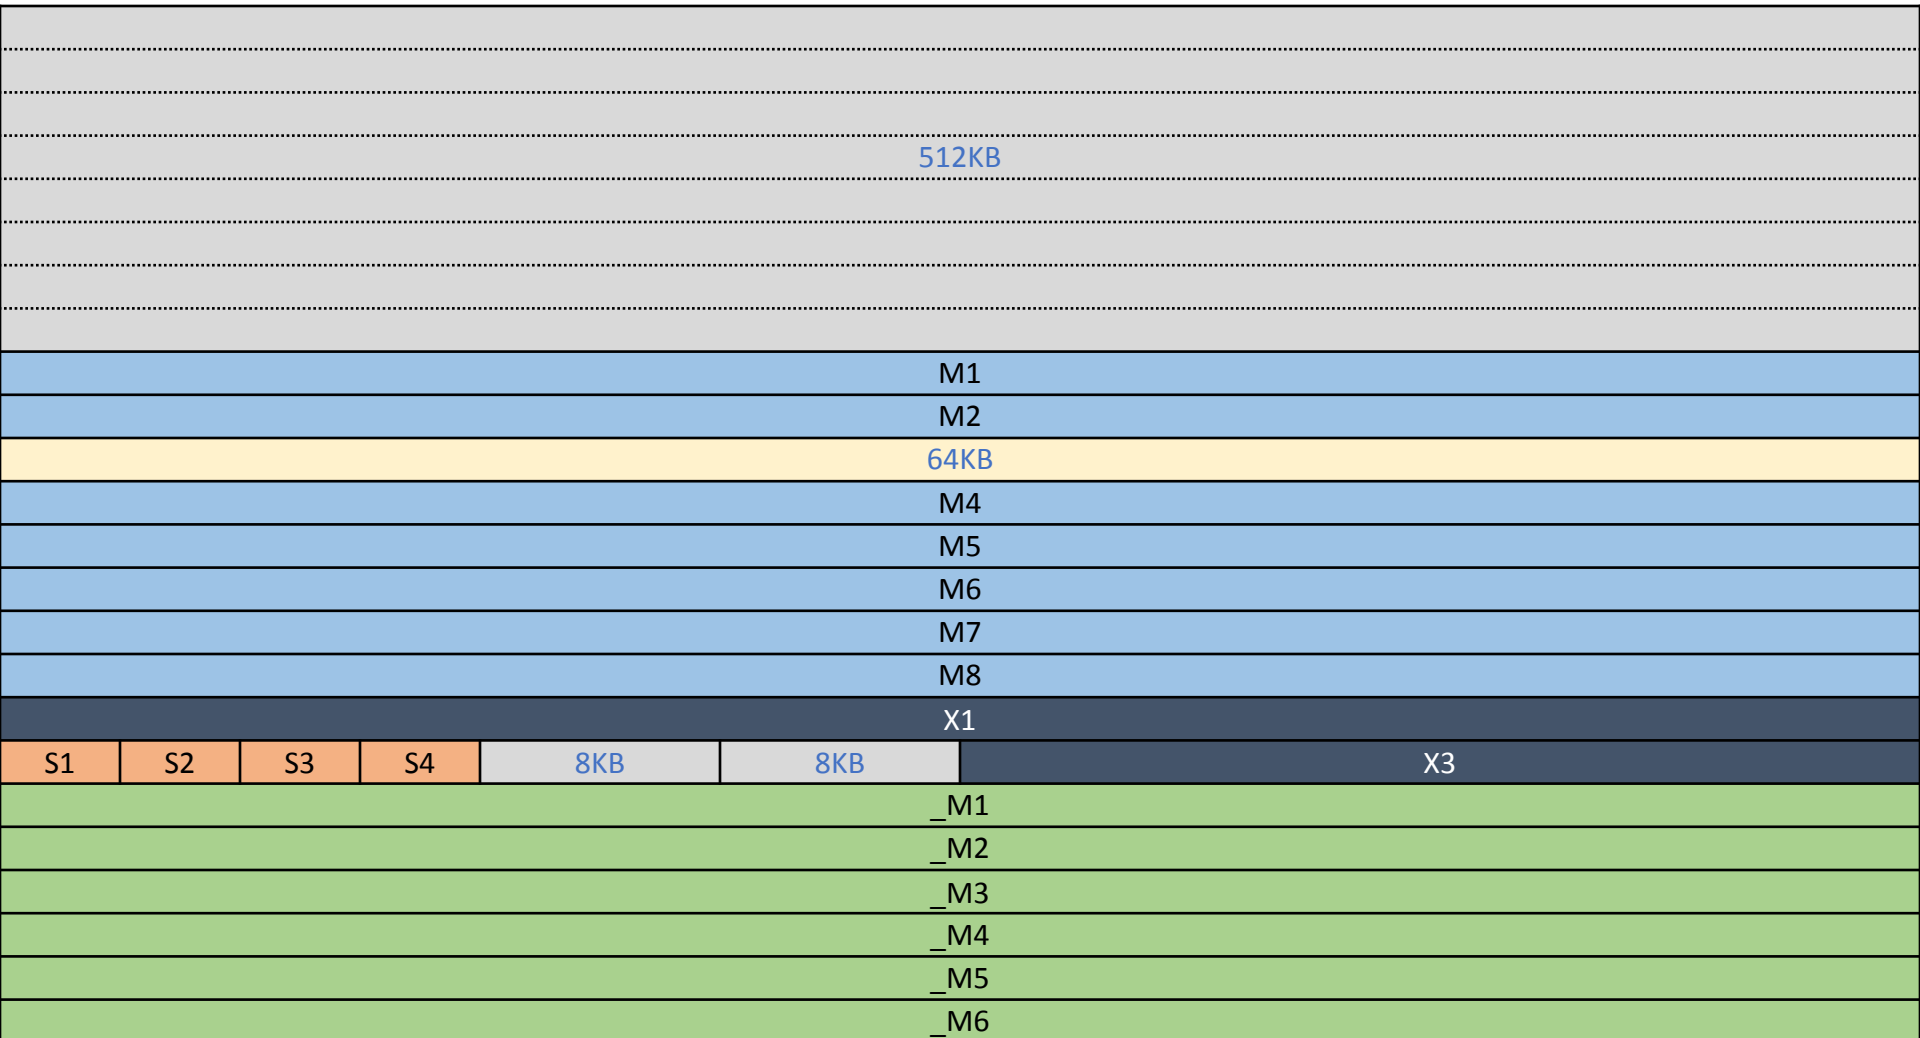 512KB
M1
M2
64KB
M4
M5
M6
M7
M8
X1
S1 S2 S3 S4 8KB 8KB X3
_M1
_M2
_M3
_M4
_M5
_M6